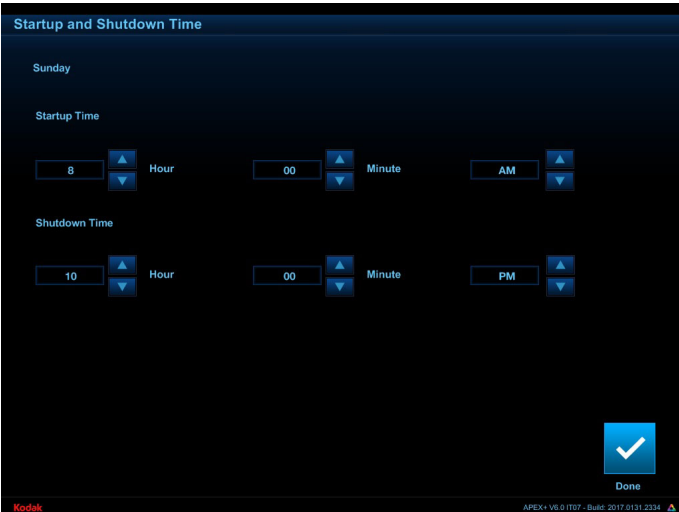 Startup and Shutdown Time
Sunday
Startup Time
8 Hour 00 Minute AM
Shutdown Time
10 Hour 00 Minute PM
Done
Kodak APEX+ V6.0 IT07 - Build: 2017.0131.2334